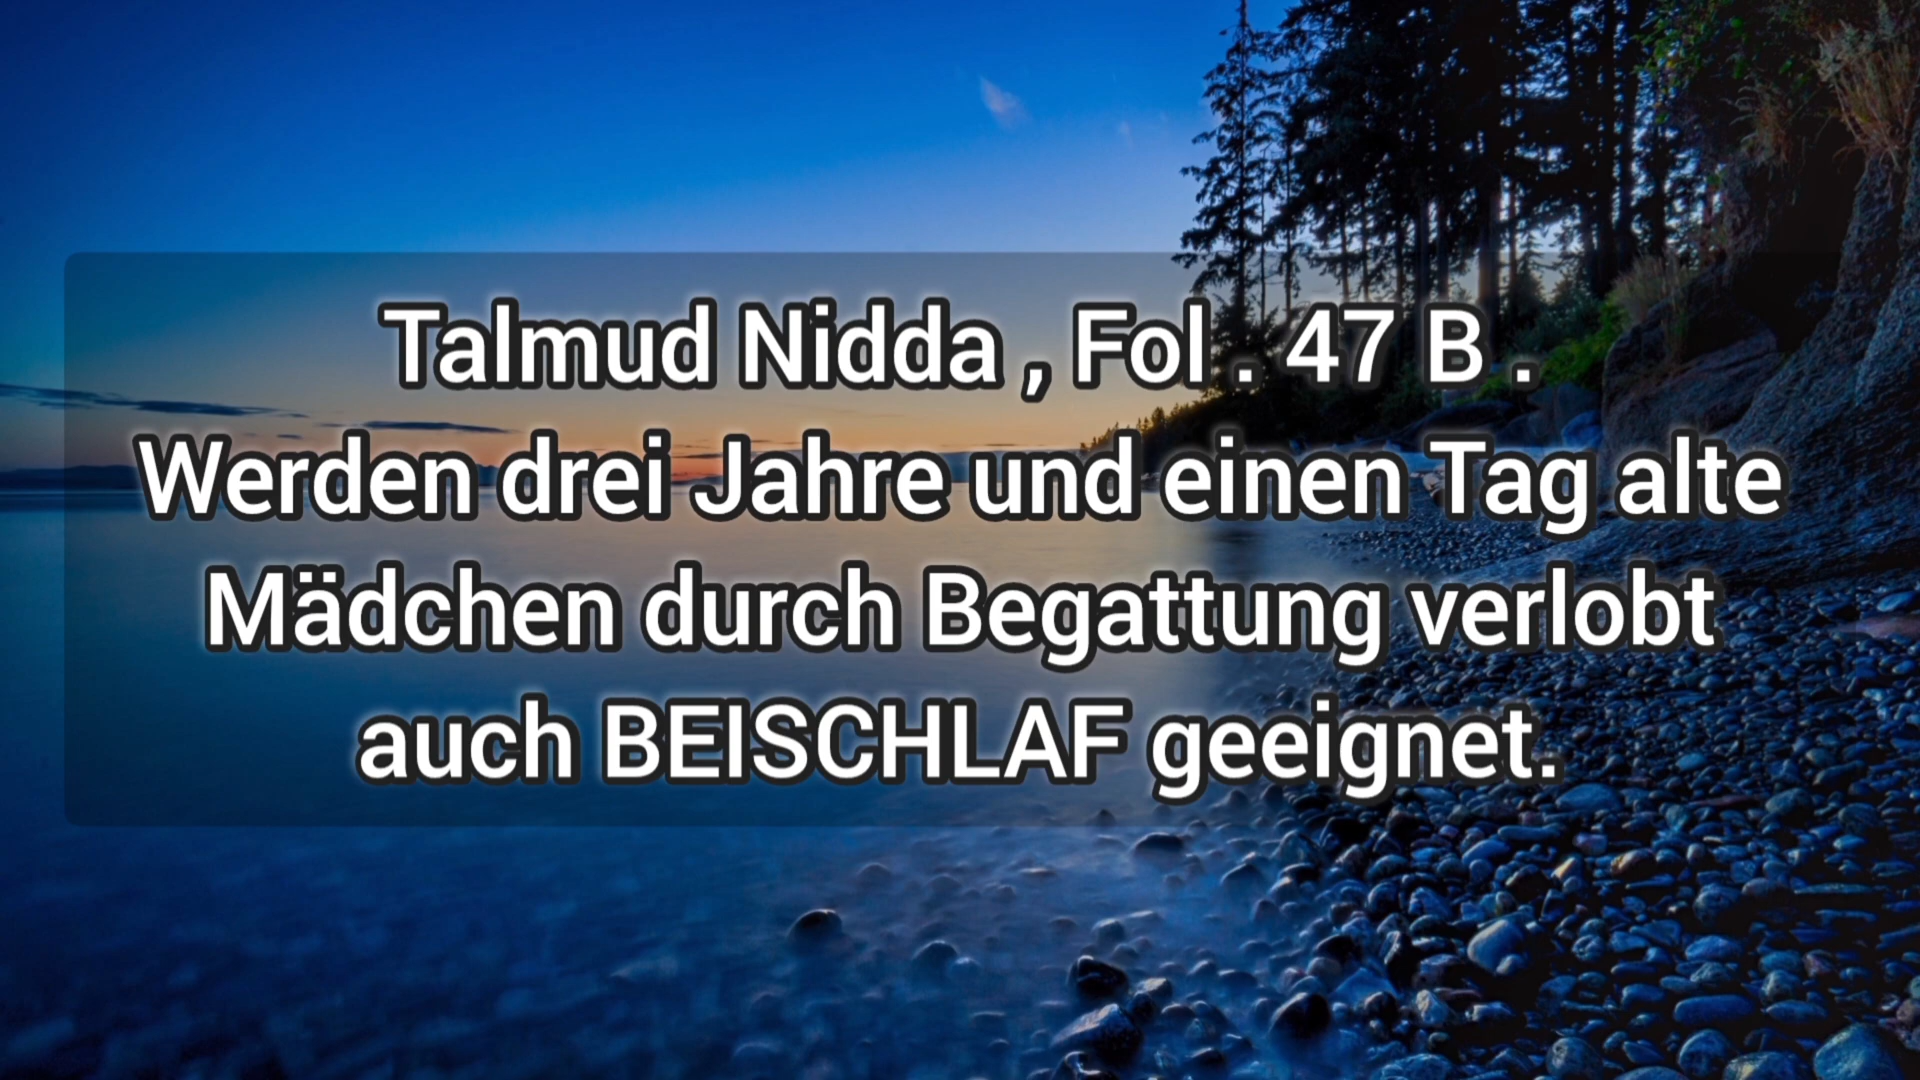 Talmud Nidda , Fol . 47 B .
Werden drei Jahre und einen Tag alte
Mädchen durch Begattung verlobt
auch BEISCHLAF geeignet.